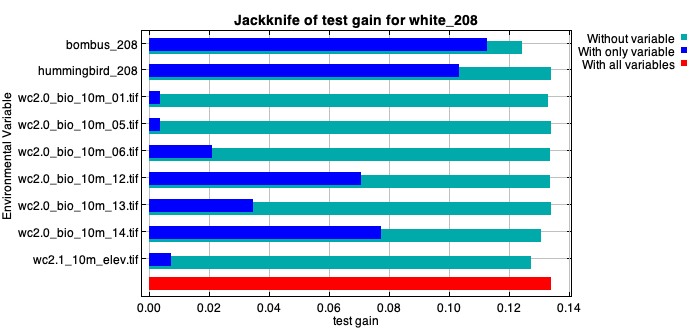 Jackknife of test gain for white_208
Without variable
With only variable
With all variables
Environmental Variable
bombus_208
hummingbird_208
wc2.0_bio_10m_01.tif
wc2.0_bio_10m_05.tif
wc2.0_bio_10m_06.tif
wc2.0_bio_10m_12.tif
wc2.0_bio_10m_13.tif
wc2.0_bio_10m_14.tif
wc2.1_10m_elev.tif
0.00 0.02 0.04 0.06 0.08 0.10 0.12 0.14
test gain